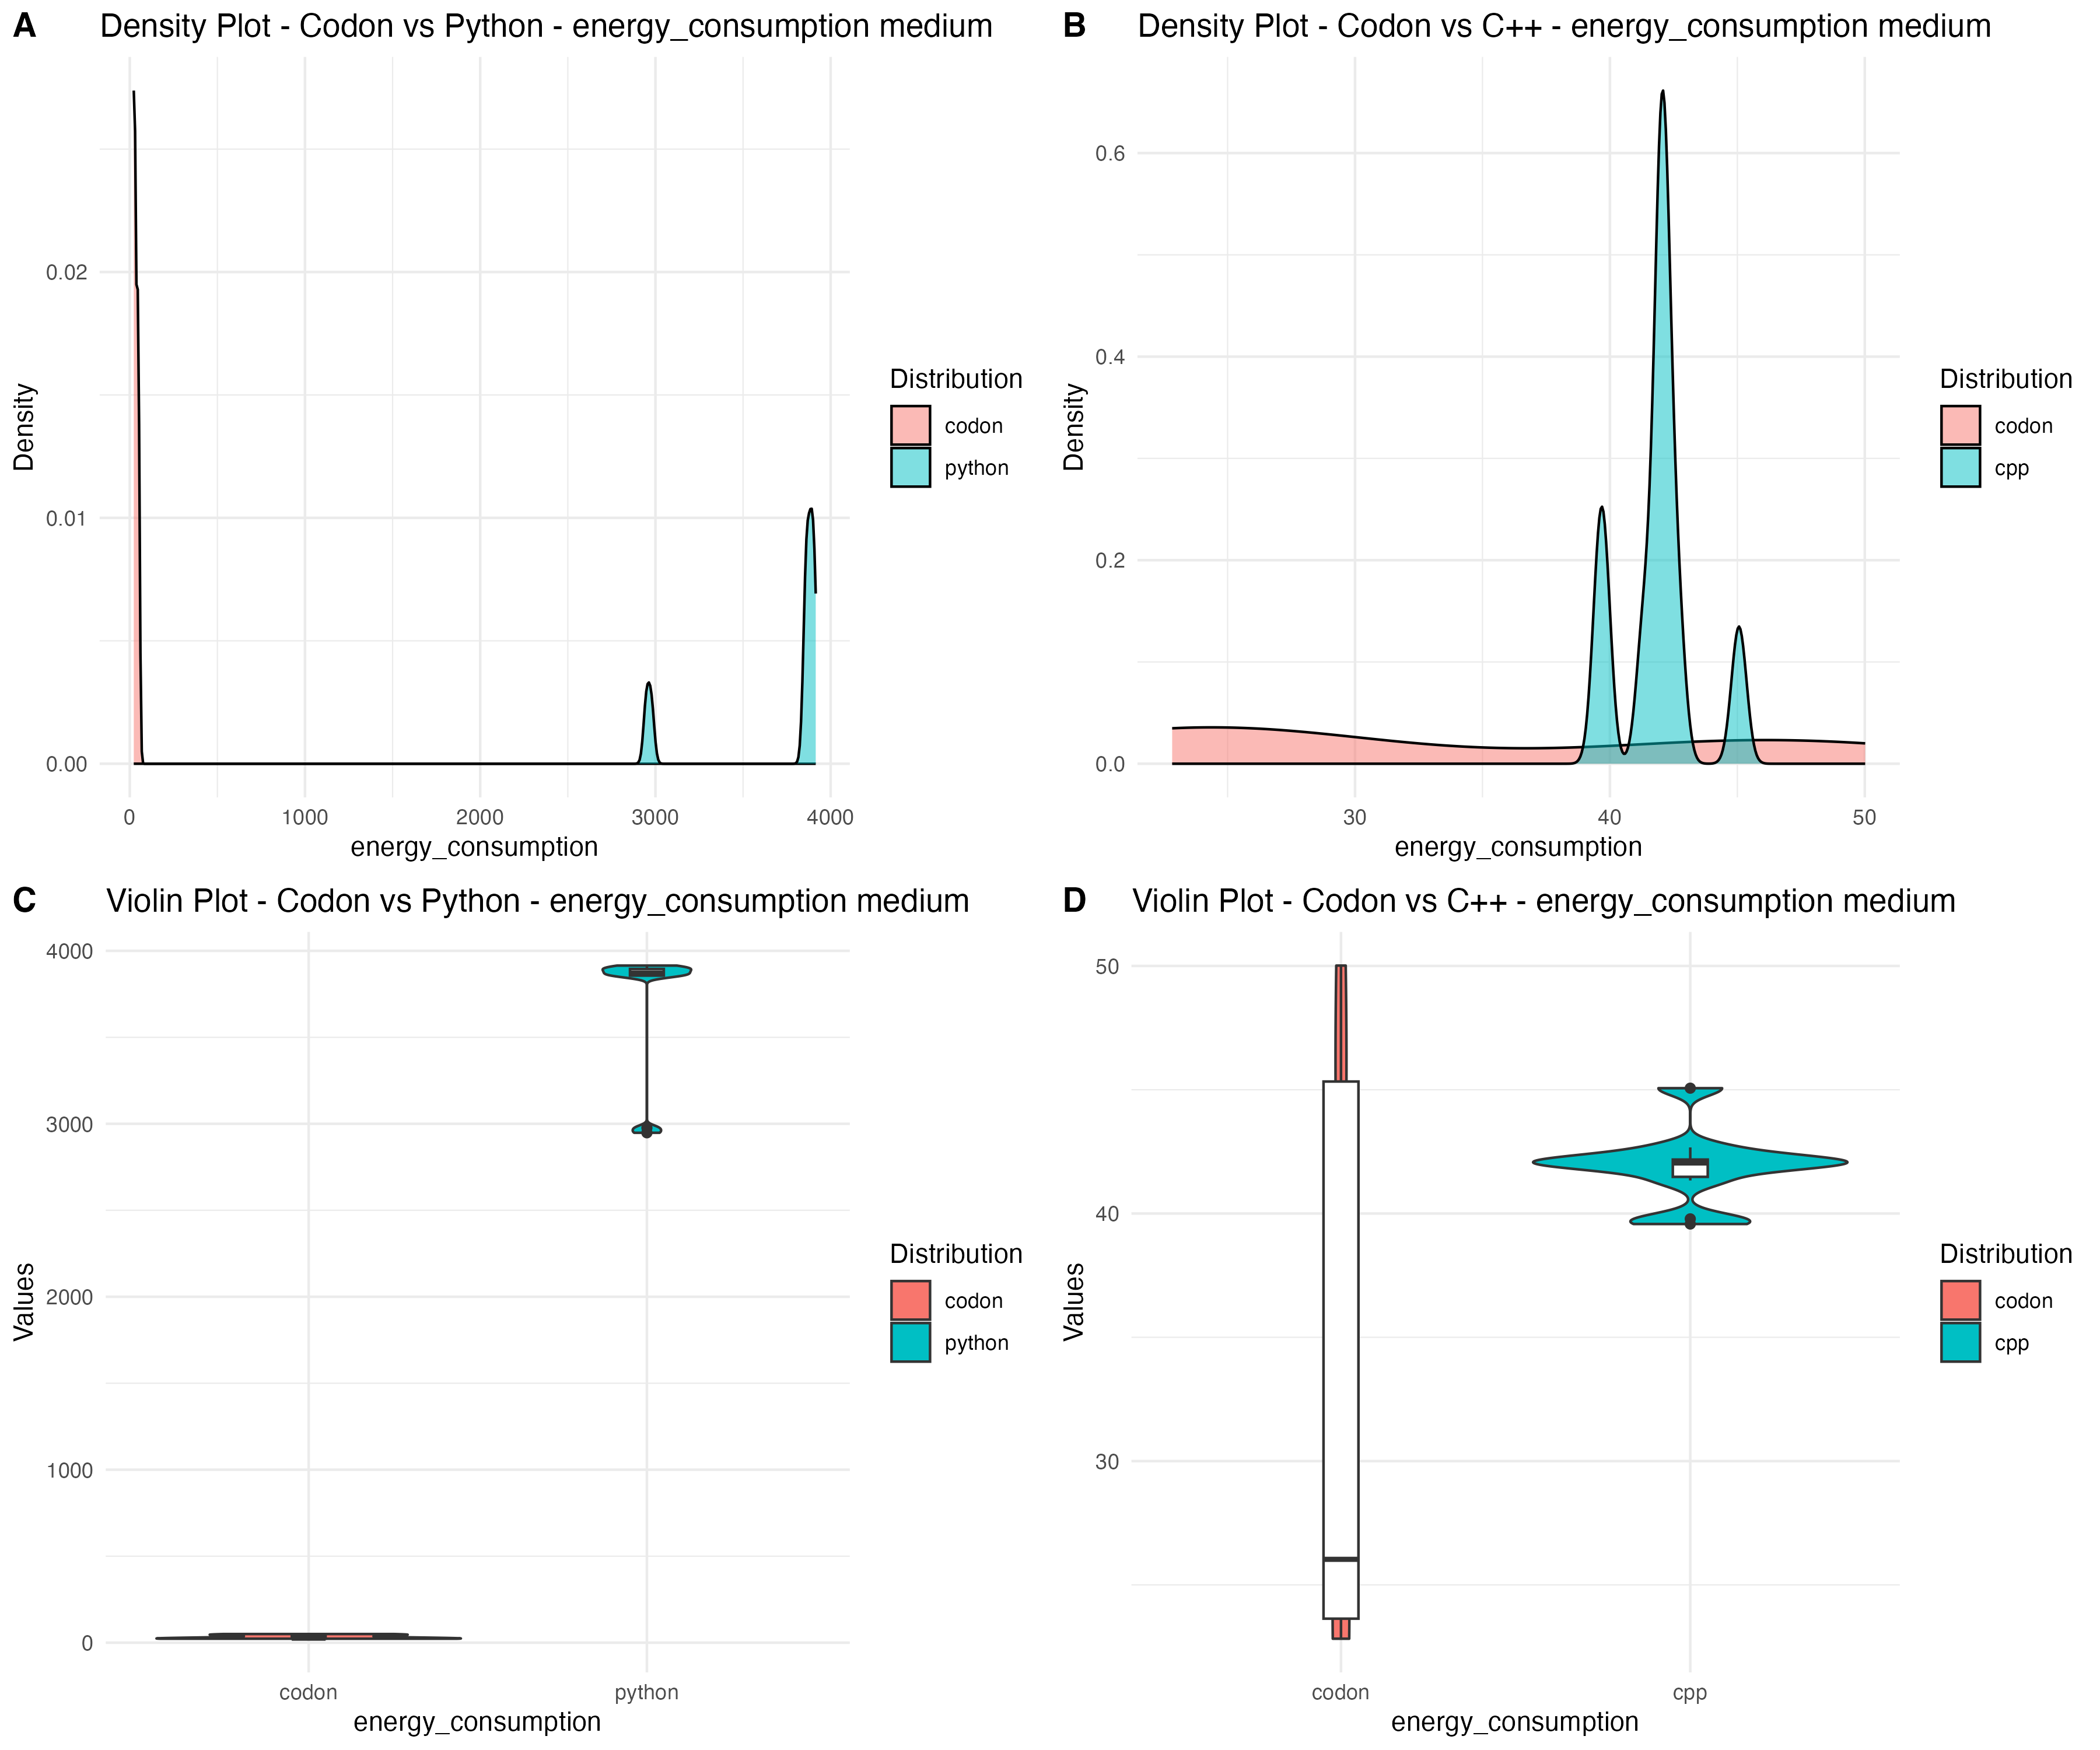 A
Density Plot - Codon vs Python - energy_consumption medium
Density
0.02
0.01
0.00
0
1000
2000
3000
4000
energy_consumption
Distribution
codon
python
B
Density Plot - Codon vs C++ - energy_consumption medium
Density
0.6
0.4
0.2
0.0
30
40
50
energy_consumption
Distribution
codon
cpp
C
Violin Plot - Codon vs Python - energy_consumption medium
Values
4000
3000
2000
1000
0
codon
python
energy_consumption
Distribution
codon
python
D
Violin Plot - Codon vs C++ - energy_consumption medium
Values
50
40
30
codon
cpp
energy_consumption
Distribution
codon
cpp